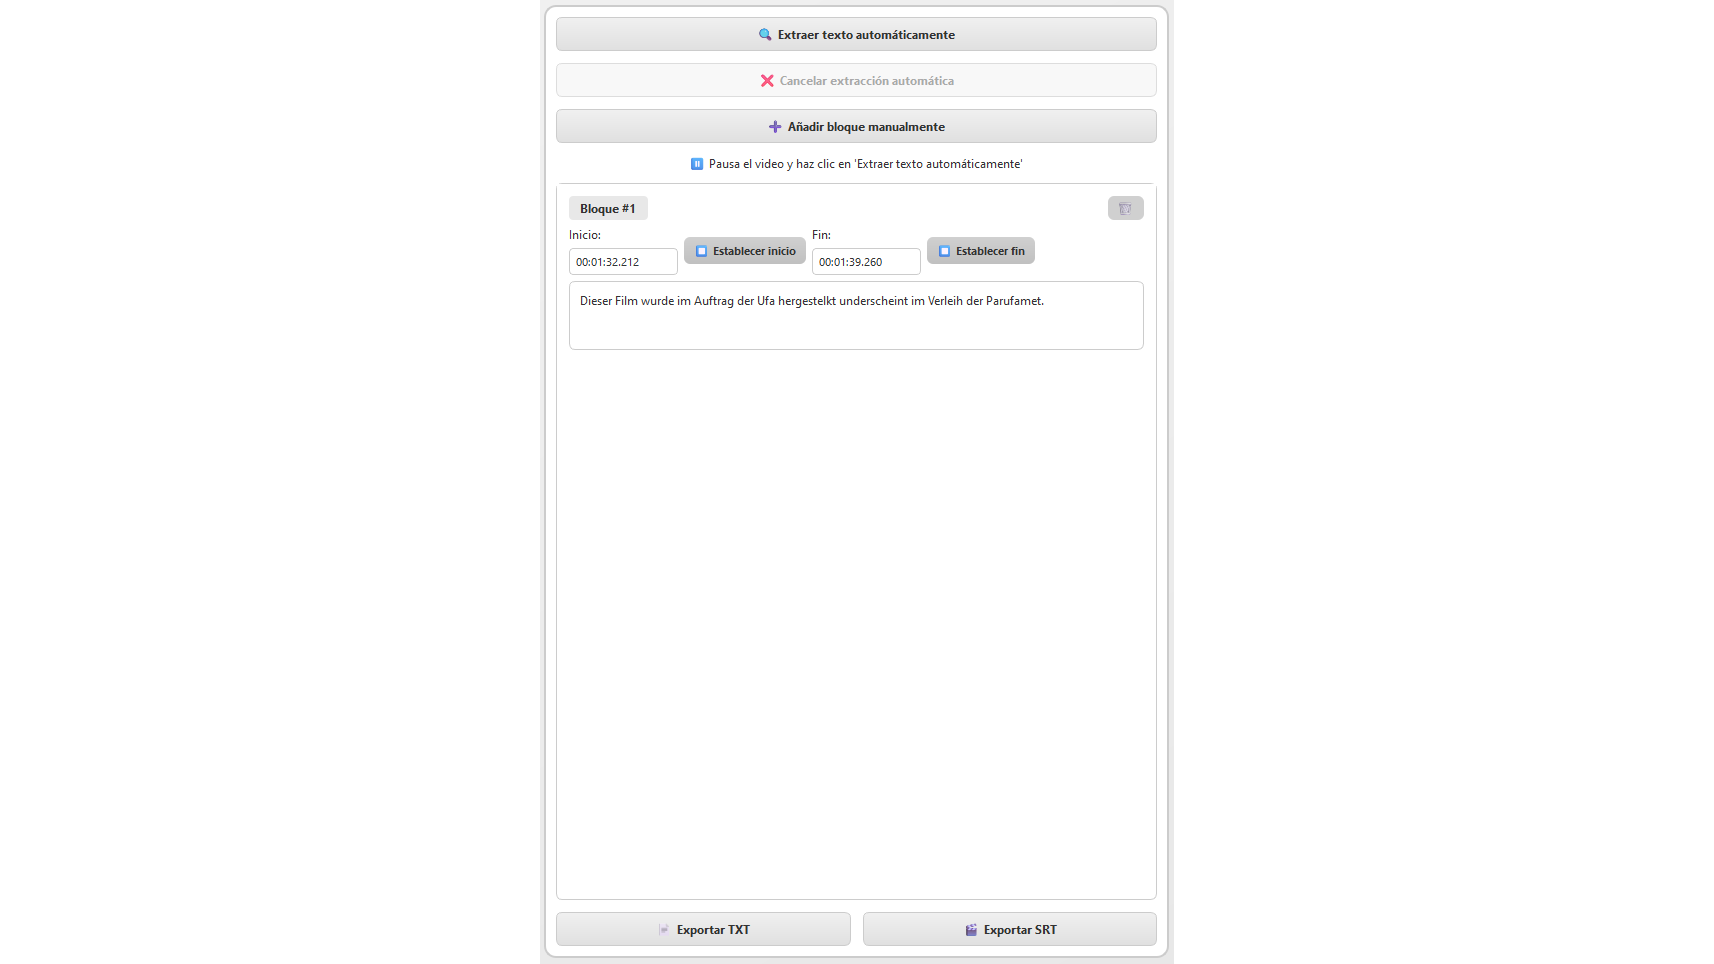 Extraer texto automáticamente
Cancelar extracción automática
Añadir bloque manualmente
Pausa el video y haz clic en 'Extraer texto automáticamente'
Bloque #1
Inicio:
Fin:
00:01:32.212
Establecer inicio
00:01:39.260
Establecer fin
Dieser Film wurde im Auftrag der Ufa hergestelkt underscheint im Verleih der Parufamet.
Exportar TXT
Exportar SRT